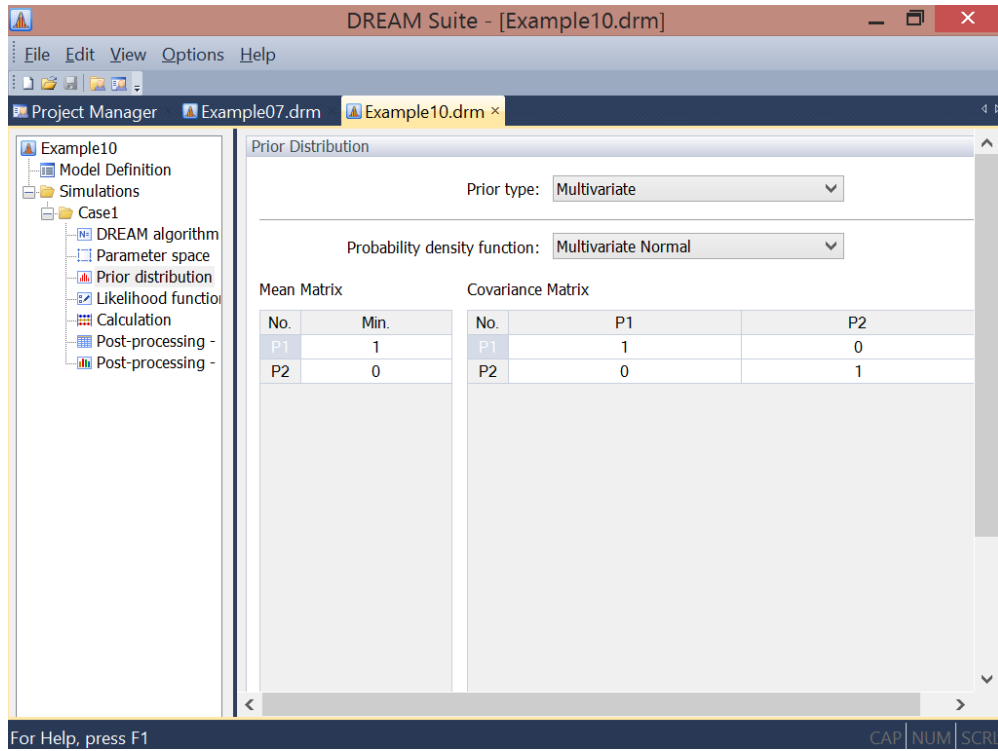 DREAM Suite - [Example10.drm]
File Edit View Options Help
Project Manager Example07.drm Example10.drm ×
Example10
Model Definition
Simulations
Case1
DREAM algorithm
Parameter space
Prior distribution
Likelihood function
Calculation
Post-processing -
Post-processing -
Prior Distribution
Prior type: Multivariate
Probability density function: Multivariate Normal
Mean Matrix
No. Min.
P1 1
P2 0
Covariance Matrix
No. P1 P2
P1 1 0
P2 0 1
For Help, press F1
CAP NUM SCRL